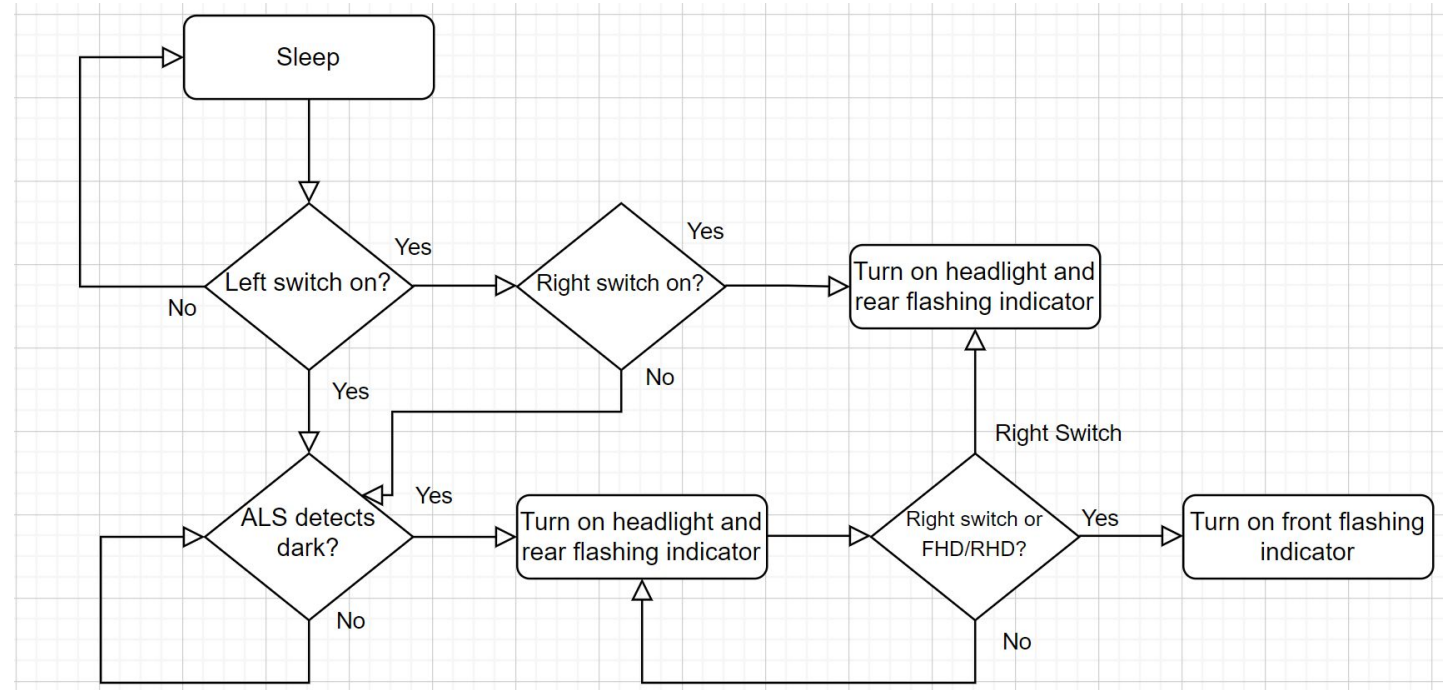 Sleep
Yes
Yes
Left switch on?
Right switch on?
Turn on headlight and
rear flashing indicator
No
No
Yes
Right Switch
Yes
ALS detects
dark?
Turn on headlight and
rear flashing indicator
Right switch or
FHD/RHD?
Yes
Turn on front flashing
indicator
No
No